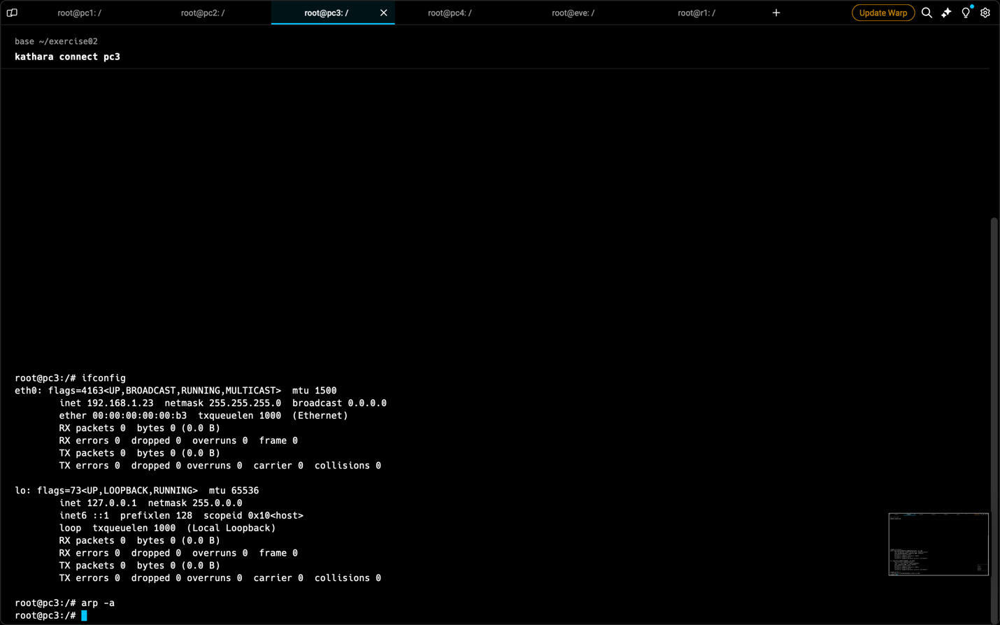 root@pc1: /
root@pc2: /
root@pc3: /
root@pc4: /
root@eve: /
root@r1: /
Update Warp
base ~/exercise02
kathara connect pc3
root@pc3:/# ifconfig
eth0: flags=4163<UP,BROADCAST,RUNNING,MULTICAST>  mtu 1500
        inet 192.168.1.23  netmask 255.255.255.0  broadcast 0.0.0.0
        ether 00:00:00:00:00:b3  txqueuelen 1000  (Ethernet)
        RX packets 0  bytes 0 (0.0 B)
        RX errors 0  dropped 0  overruns 0  frame 0
        TX packets 0  bytes 0 (0.0 B)
        TX errors 0  dropped 0 overruns 0  carrier 0  collisions 0
lo: flags=73<UP,LOOPBACK,RUNNING>  mtu 65536
        inet 127.0.0.1  netmask 255.0.0.0
        inet6 ::1  prefixlen 128  scopeid 0x10<host>
        loop  txqueuelen 1000  (Local Loopback)
        RX packets 0  bytes 0 (0.0 B)
        RX errors 0  dropped 0  overruns 0  frame 0
        TX packets 0  bytes 0 (0.0 B)
        TX errors 0  dropped 0 overruns 0  carrier 0  collisions 0
root@pc3:/# arp -a
root@pc3:/#